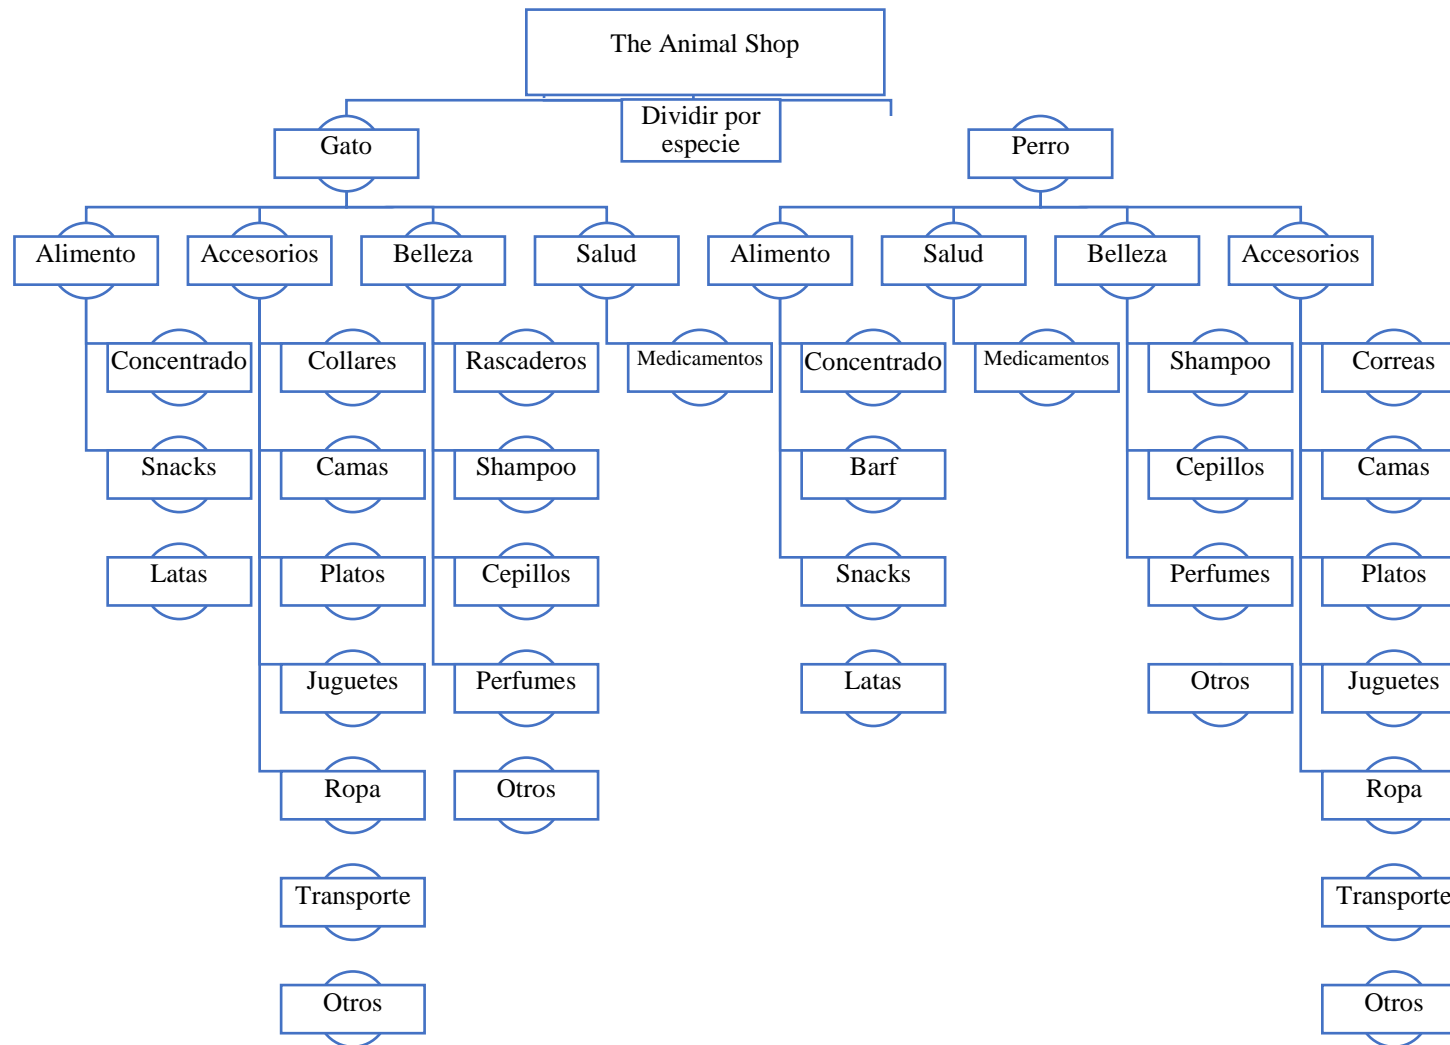 The Animal Shop
Dividir por
especie
Gato
Perro
Alimento
Accesorios
Belleza
Salud
Alimento
Salud
Belleza
Accesorios
Concentrado
Collares
Rascaderos
Medicamentos
Concentrado
Medicamentos
Shampoo
Correas
Snacks
Camas
Shampoo
Barf
Cepillos
Camas
Latas
Platos
Cepillos
Snacks
Perfumes
Platos
Juguetes
Perfumes
Latas
Otros
Juguetes
Ropa
Otros
Ropa
Transporte
Transporte
Otros
Otros